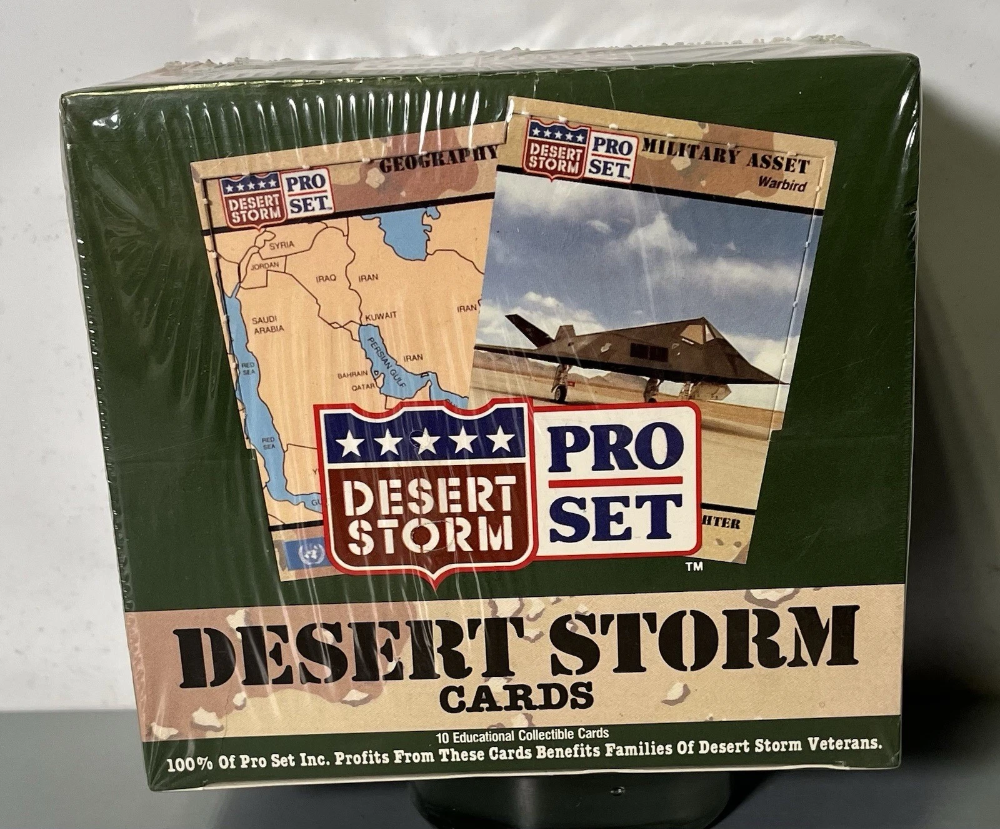 GEOGRAPHY
DESERT STORM
PRO SET
SYRIA
JORDAN
IRAQ
IRAN
SAUDI ARABIA
KUWAIT
IRAN
PERSIAN GULF
IRAN
BAHRAIN
QATAR
RED SEA
RED SEA
MILITARY ASSET
Warbird
DESERT STORM
PRO SET
HTER
DESERT
STORM
PRO
SET
TM
DESERT STORM
CARDS
10 Educational Collectible Cards
100% Of Pro Set Inc. Profits From These Cards Benefits Families Of Desert Storm Veterans.